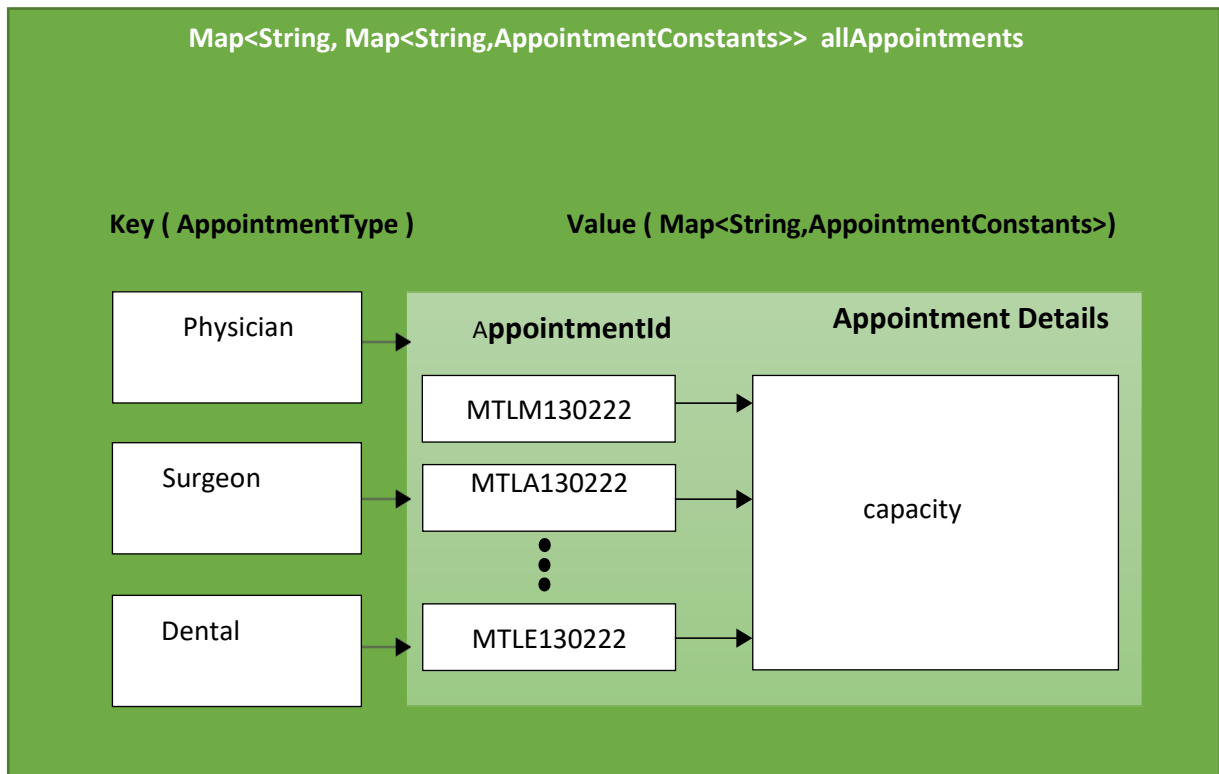 Map<String, Map<String,AppointmentConstants>> allAppointments
Key ( AppointmentType )
Value ( Map<String,AppointmentConstants>)
Physician
AppointmentId
Appointment Details
MTLM130222
Surgeon
MTLA130222
capacity
Dental
MTLE130222